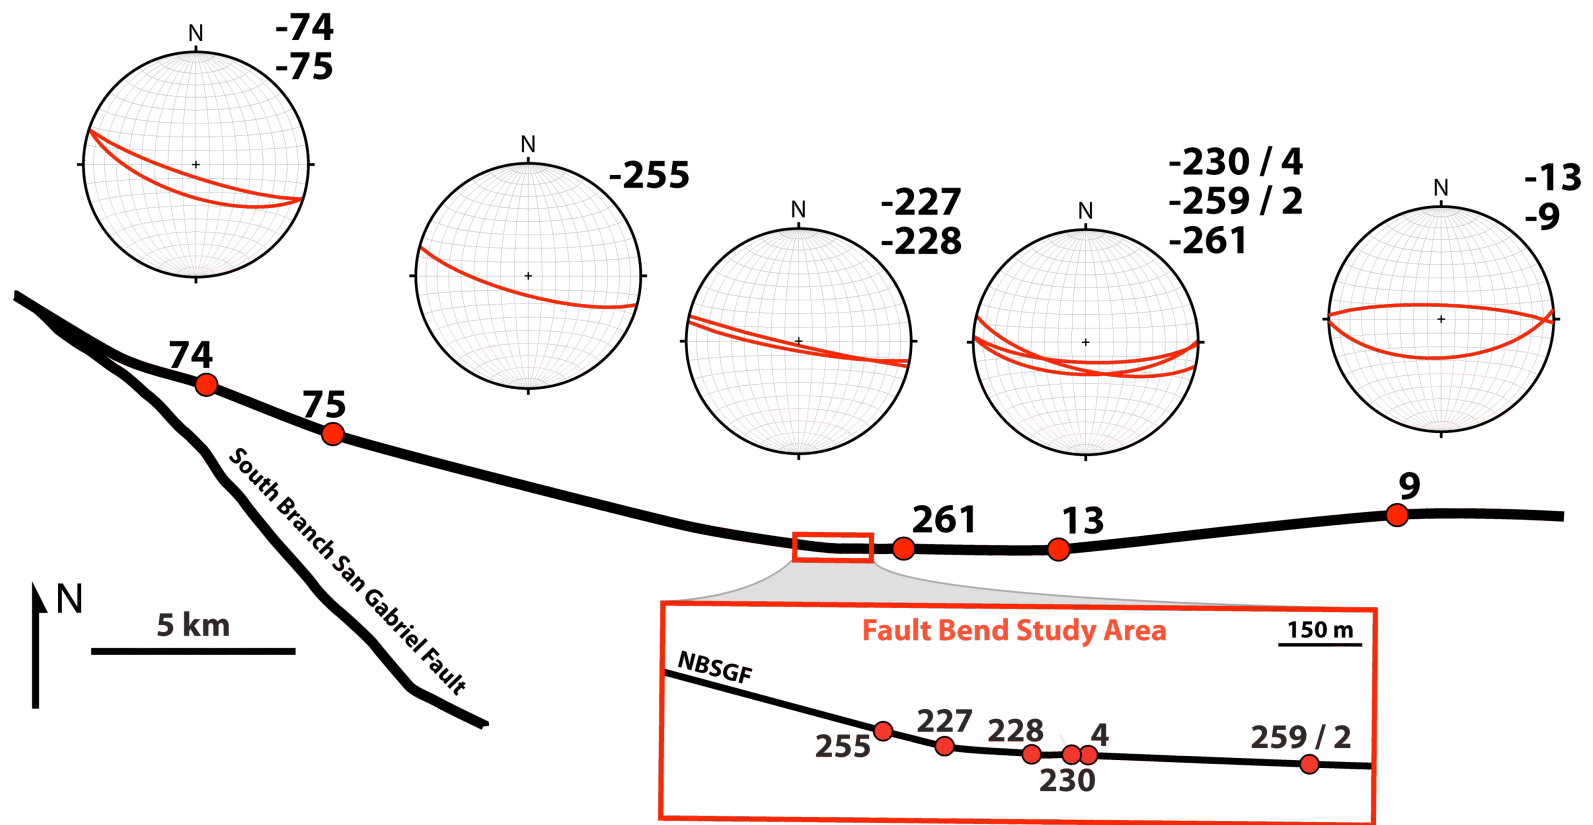 N
-74
-75
N
-255
N
-227
-228
N
-230 / 4
-259 / 2
-261
N
-13
-9
74
75
261
13
9
South Branch San Gabriel Fault
N
5 km
Fault Bend Study Area
150 m
NBSGF
255
227
228
230
4
259 / 2